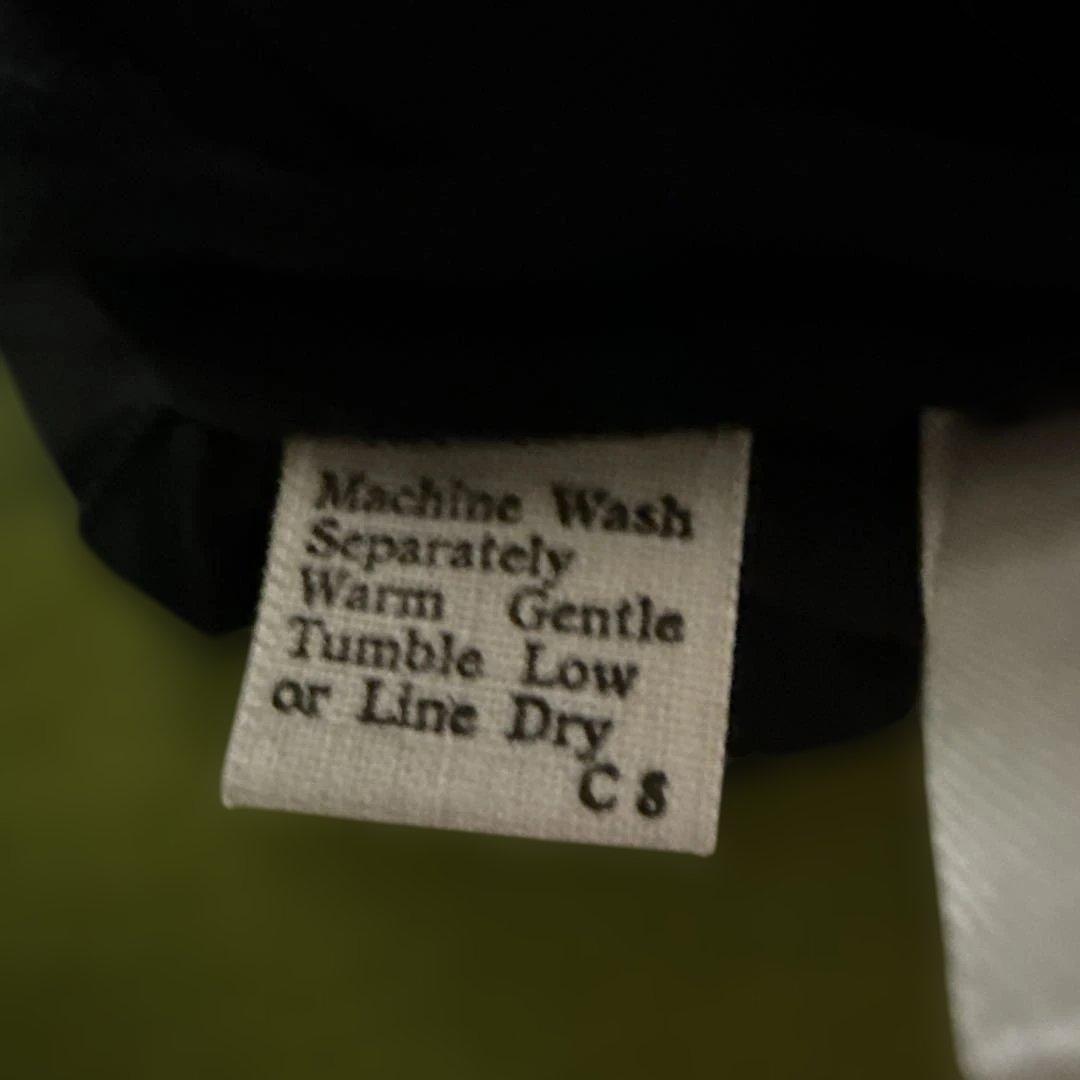 Machine Wash
Separately
Warm Gentle
Tumble Low
or Line Dry
C 8